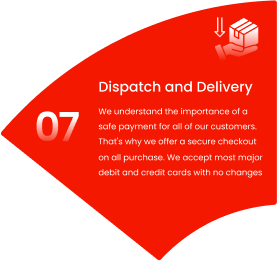 Dispatch and Delivery
07
We understand the importance of a
safe payment for all of our customers.
That's why we offer a secure checkout
on all purchase. We accept most major
debit and credit cards with no changes